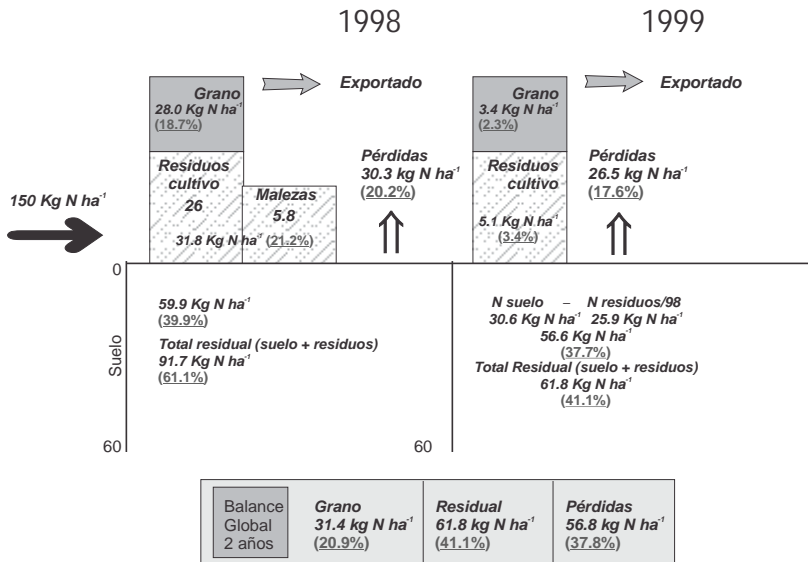 1998
1999
Grano
28.0 Kg N ha⁻¹
(18.7%)
Exportado
Residuos
cultivo
26
Malezas
5.8
31.8 Kg N ha⁻¹ (21.2%)
Pérdidas
30.3 kg N ha⁻¹
(20.2%)
150 Kg N ha⁻¹
Grano
3.4 Kg N ha⁻¹
(2.3%)
Exportado
Residuos
cultivo
5.1 Kg N ha⁻¹
(3.4%)
Pérdidas
26.5 kg N ha⁻¹
(17.6%)
0
Suelo
60
59.9 Kg N ha⁻¹
(39.9%)
Total residual (suelo + residuos)
91.7 Kg N ha⁻¹
(61.1%)
60
N suelo – N residuos/98
30.6 Kg N ha⁻¹ 25.9 Kg N ha⁻¹
56.6 Kg N ha⁻¹
(37.7%)
Total Residual (suelo + residuos)
61.8 Kg N ha⁻¹
(41.1%)
Balance
Global
2 años
Grano
31.4 kg N ha⁻¹
(20.9%)
Residual
61.8 kg N ha⁻¹
(41.1%)
Pérdidas
56.8 kg N ha⁻¹
(37.8%)